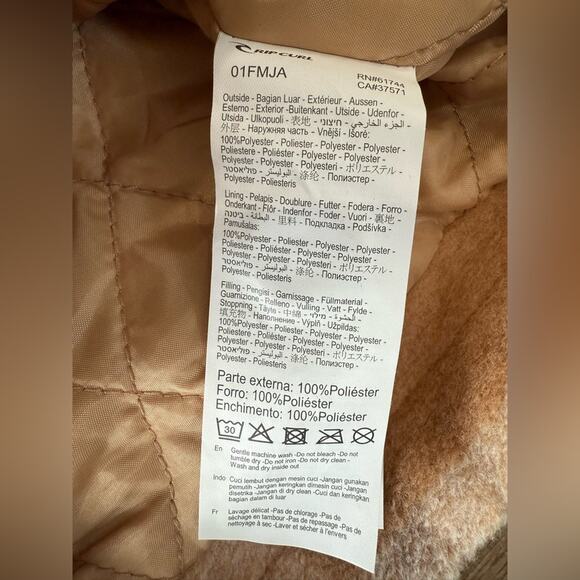 RIP CURL
01FMJA
RN#61744
CA#37571
Outside - Bagian Luar - Extérieur - Aussen -
Esterno - Exterior -Buitenkant - Utside - Udenfor -
Utsida - Ulkopuoli - 表地 - חיצוני - الجزء الخارجي -
外层 - Наружняя часть - Vnější - Išorė:
100%Polyester - Poliester - Polyester - Polyester -
Poliestere - Poliéster - Polyester - Polyester -
Polyester - Polyester - Polyesteri - ポリエステル -
פוליאסטר - البوليستر - 涤纶 - Полиэстер -
Polyester - Poliesteris
Lining - Pelapis - Doublure - Futter - Fodera - Forro -
Onderkant - Fôr - Indenfor - Foder - Vuori - 裏地 -
ביטנה - البطانة - 里料 - Подкладка - Podšívka -
Pamušalas:
100%Polyester - Poliester - Polyester - Polyester -
Poliestere - Poliéster - Polyester - Polyester -
Polyester - Polyester - Polyesteri - ポリエステル -
פוליאסטר - البوليستر - 涤纶 - Полиэстер -
Polyester - Poliesteris
Filling - Pengisi - Garnissage - Füllmaterial -
Guarnizione - Relleno - Vulling - Vatt - Fylde -
Stoppning - Täyte - 中綿 - מילוי - الحشوة -
填充物 - Наполнение - Výplň - Užpildas:
100%Polyester - Poliester - Polyester - Polyester -
Poliestere - Poliéster - Polyester - Polyester -
Polyester - Polyester - Polyesteri - ポリエステル -
פוליאסטר - البوليستر - 涤纶 - Полиэстер -
Polyester - Poliesteris
Parte externa: 100%Poliéster
Forro: 100%Poliéster
Enchimento: 100%Poliéster
30
En Gentle machine wash -Do not bleach -Do not
tumble dry -Do not iron -Do not dry clean -
Wash and dry inside out
Indo Cuci lembut dengan mesin cuci -Jangan gunakan
pemutih -Jangan keringkan dimesin cuci -Jangan
disetrika -Jangan di dry clean -Cuci dan keringkan
bagian dalam di luar
Fr Lavage délicat -Pas de chlorage -Pas de
séchage en tambour -Pas de repassage -Pas de
nettoyage à sec -Laver et sécher à l'envers